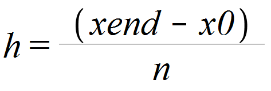 h = (xend − x0) / n